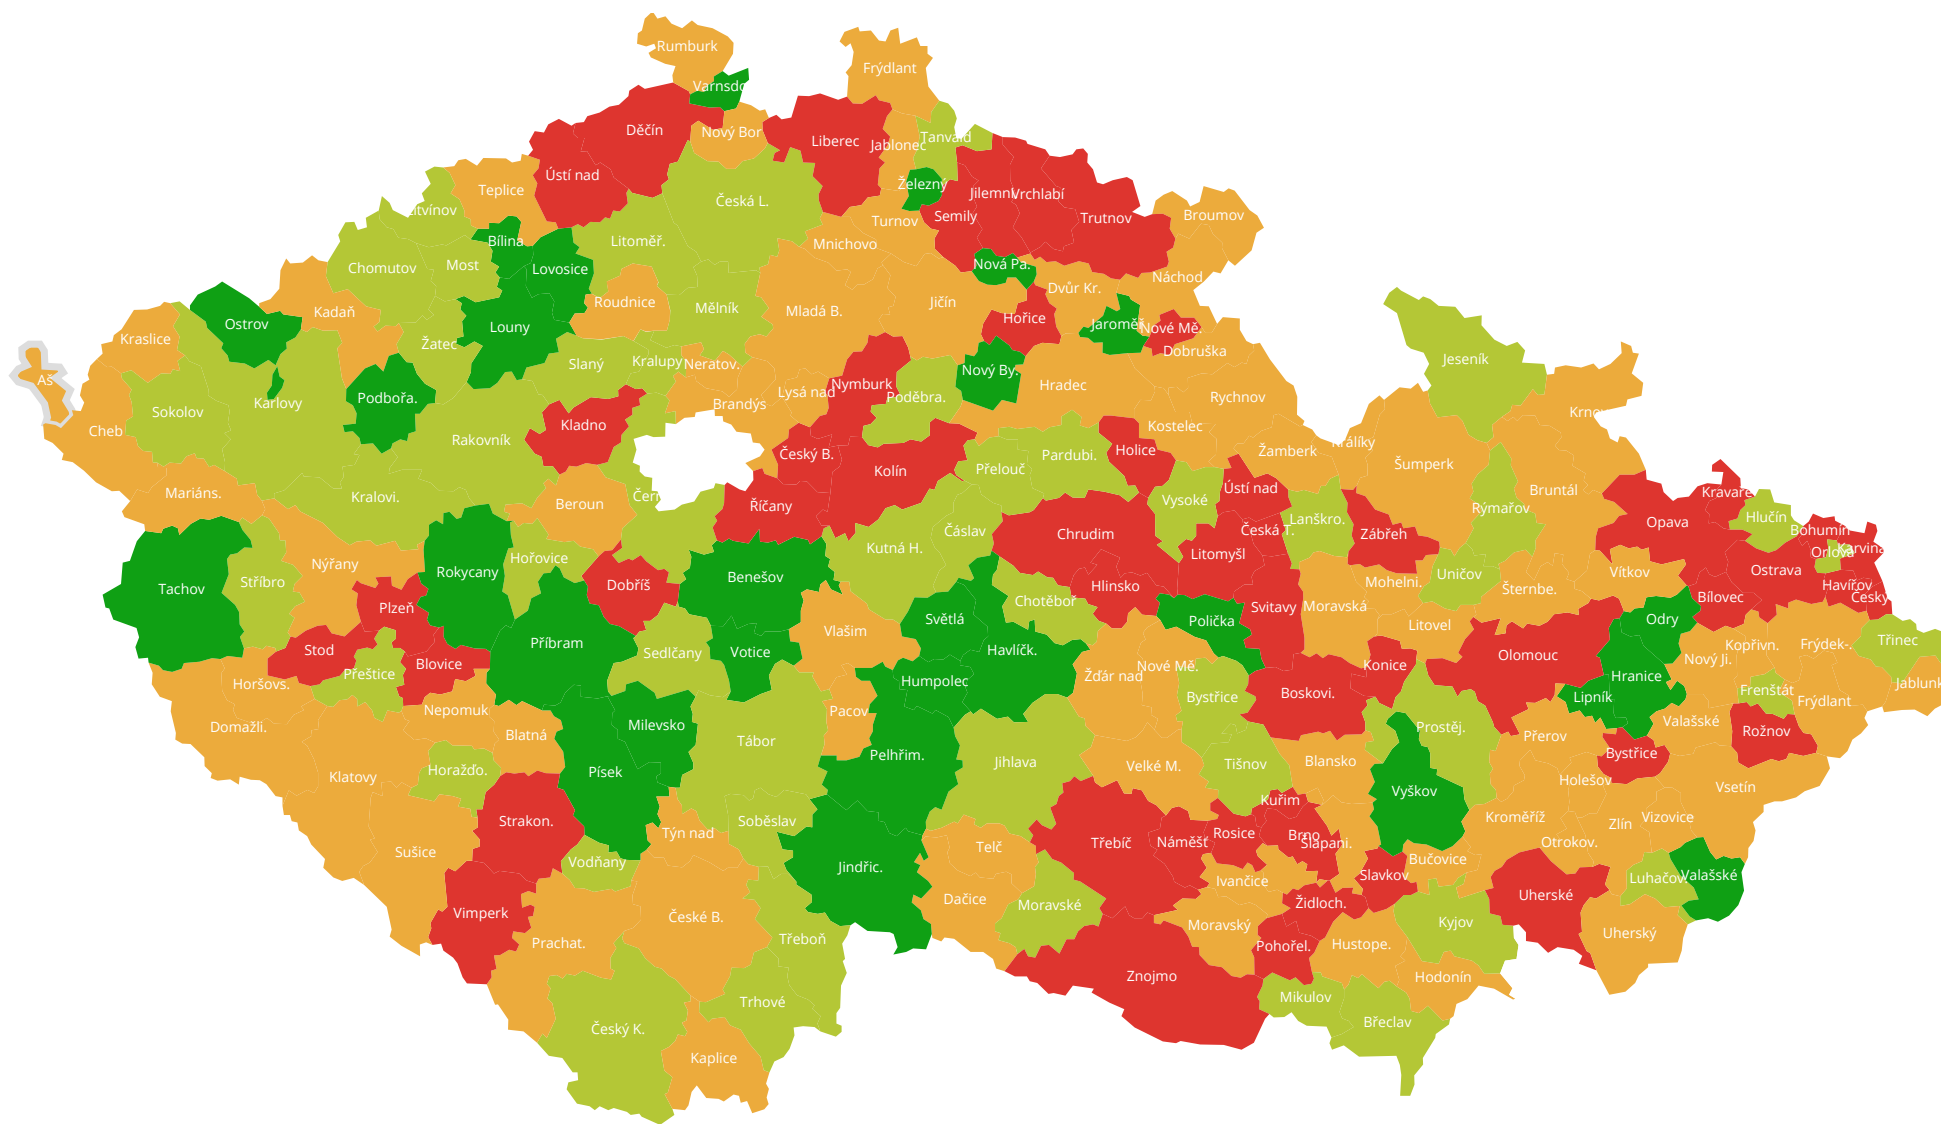 Rumburk
Frýdlant
Varnsdo
Děčín
Nový Bor
Liberec
Jablonec
Tanvald
Ústí nad
Teplice
Železný
Jilemni
Vrchlabí
Česká L.
Semily
Trutnov
Broumov
Turnov
Litvínov
Bílina
Litoměř.
Mnichovo
Most
Chomutov
Lovosice
Nová Pa.
Náchod
Dvůr Kr.
Roudnice
Jičín
Mělník
Mladá B.
Kadaň
Hořice
Ostrov
Louny
Jaroměř
Nové Mě.
Kraslice
Žatec
Dobruška
Jeseník
Slaný
Kralupy
Neratov.
Nový By.
Aš
Nymburk
Hradec
Lysá nad
Poděbra.
Podbořa.
Rychnov
Karlovy
Brandýs
Sokolov
Krnov
Kladno
Kostelec
Cheb
Rakovník
Králíky
Český B.
Holice
Žamberk
Pardubi.
Šumperk
Přelouč
Kolín
Mariáns.
Kralovi.
Ústí nad
Bruntál
Kravaře
Vysoké
Beroun
Říčany
Rýmařov
Lanškro.
Hlučín
Opava
Čáslav
Česká T.
Bohumín
Chrudim
Zábřeh
Kutná H.
Orlová
Karviná
Litomyšl
Hořovice
Nýřany
Rokycany
Ostrava
Vítkov
Uničov
Benešov
Stříbro
Mohelni.
Dobříš
Hlinsko
Havířov
Tachov
Šternbe.
Český
Bílovec
Chotěboř
Plzeň
Svitavy
Moravská
Světlá
Polička
Odry
Litovel
Vlašim
Příbram
Frýdek-.
Kopřivn.
Třinec
Stod
Havlíčk.
Votice
Sedlčany
Olomouc
Nový Ji.
Blovice
Konice
Nové Mě.
Přeštice
Žďár nad
Hranice
Humpolec
Horšovs.
Jablunk
Frenštát
Boskovi.
Bystřice
Lipník
Frýdlant
Nepomuk
Pacov
Valašské
Milevsko
Domažli.
Prostěj.
Rožnov
Blatná
Přerov
Tábor
Bystřice
Pelhřim.
Jihlava
Blansko
Tišnov
Velké M.
Horažďo.
Písek
Klatovy
Holešov
Vsetín
Vyškov
Kuřim
Kroměříž
Vizovice
Strakon.
Soběslav
Zlín
Týn nad
Rosice
Brno
Třebíč
Náměšť
Šlapani.
Otrokov.
Telč
Sušice
Bučovice
Vodňany
Jindřic.
Slavkov
Valašské
Luhačov.
Ivančice
Uherské
Dačice
Židloch.
Moravské
Vimperk
České B.
Kyjov
Moravský
Uherský
Třeboň
Prachat.
Hustope.
Pohořel.
Znojmo
Hodonín
Mikulov
Trhové
Břeclav
Český K.
Kaplice